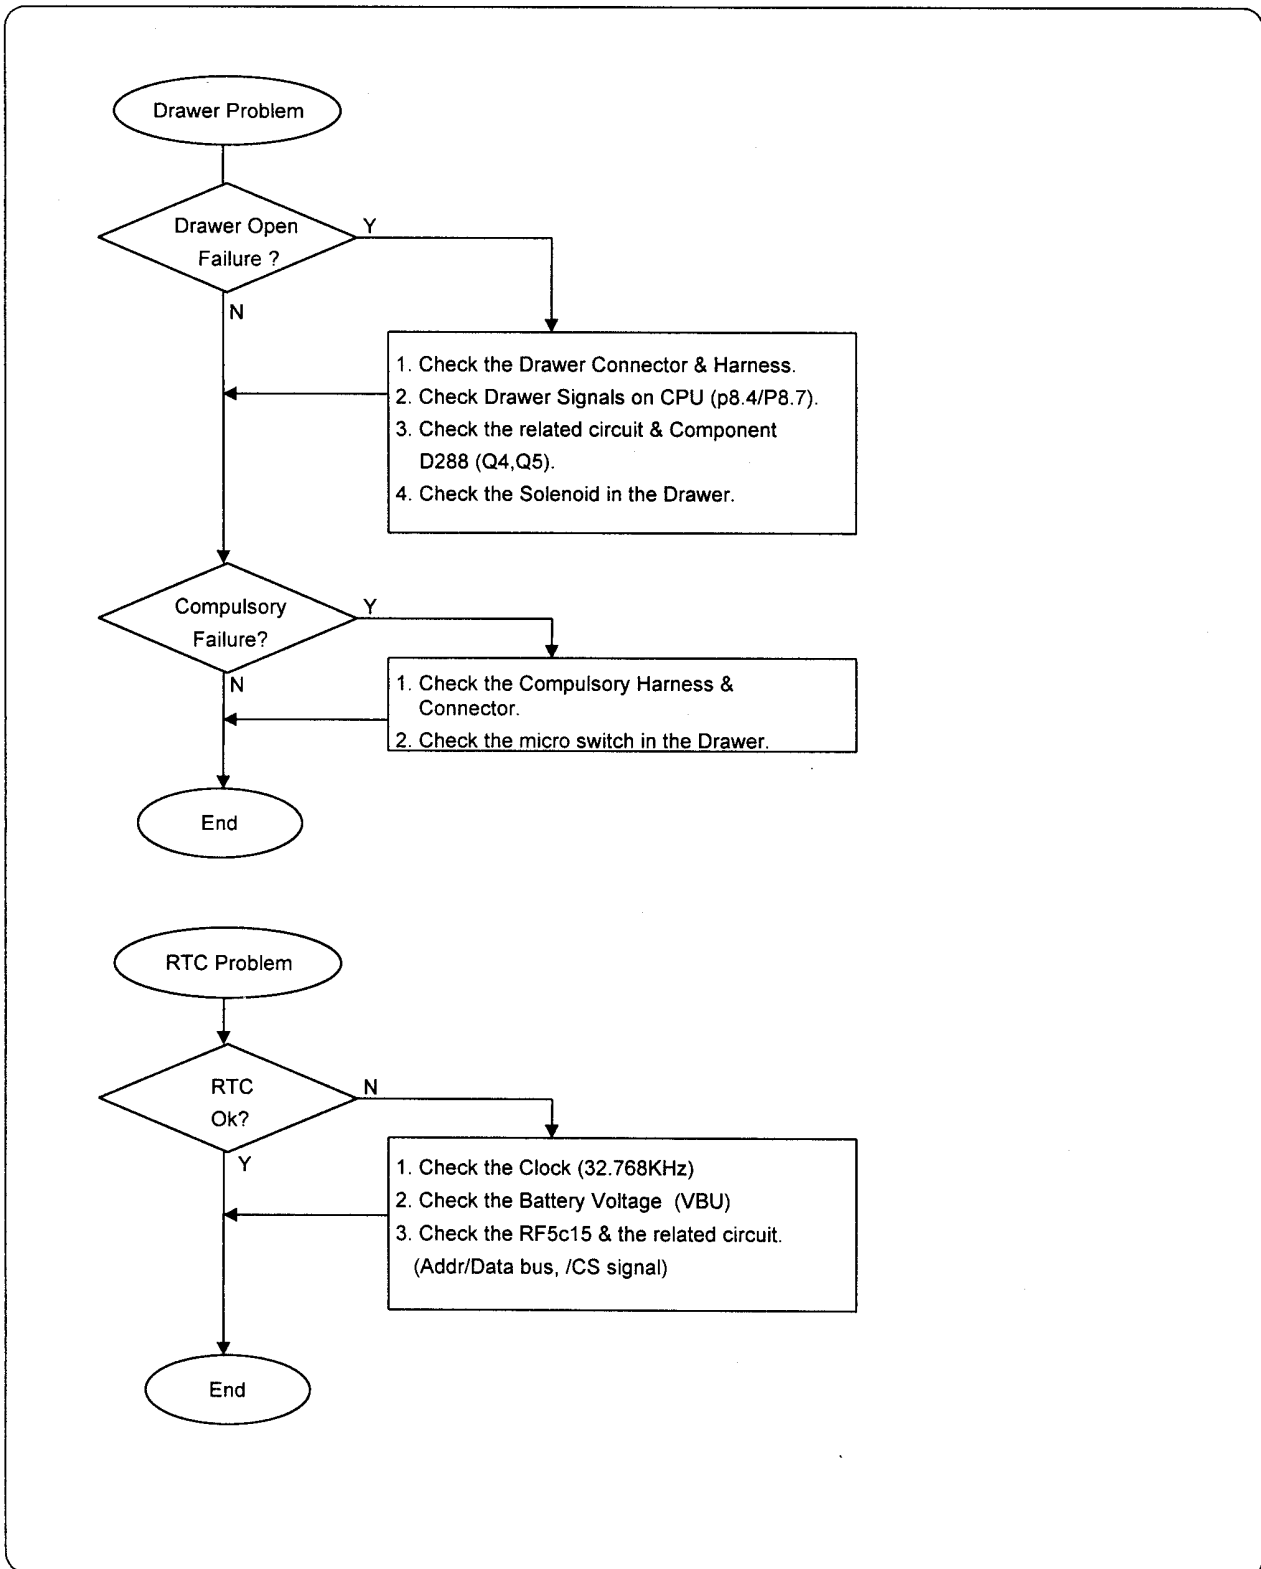 Drawer Problem
Drawer Open
Failure ?
Y
N
1. Check the Drawer Connector & Harness.
2. Check Drawer Signals on CPU (p8.4/P8.7).
3. Check the related circuit & Component
D288 (Q4,Q5).
4. Check the Solenoid in the Drawer.
Compulsory
Failure?
Y
N
1. Check the Compulsory Harness &
Connector.
2. Check the micro switch in the Drawer.
End
RTC Problem
RTC
Ok?
N
Y
1. Check the Clock (32.768KHz)
2. Check the Battery Voltage (VBU)
3. Check the RF5c15 & the related circuit.
(Addr/Data bus, /CS signal)
End